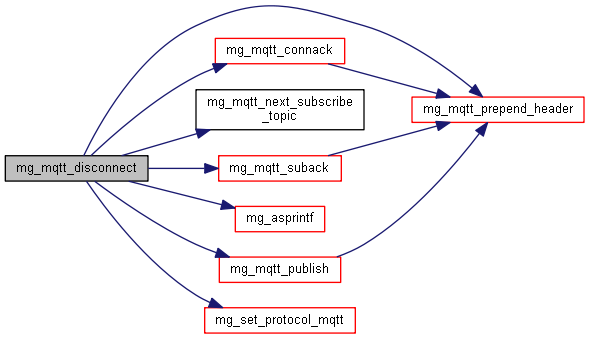 mg_mqtt_disconnect
mg_mqtt_connack
mg_mqtt_next_subscribe
_topic
mg_mqtt_suback
mg_asprintf
mg_mqtt_publish
mg_set_protocol_mqtt
mg_mqtt_prepend_header